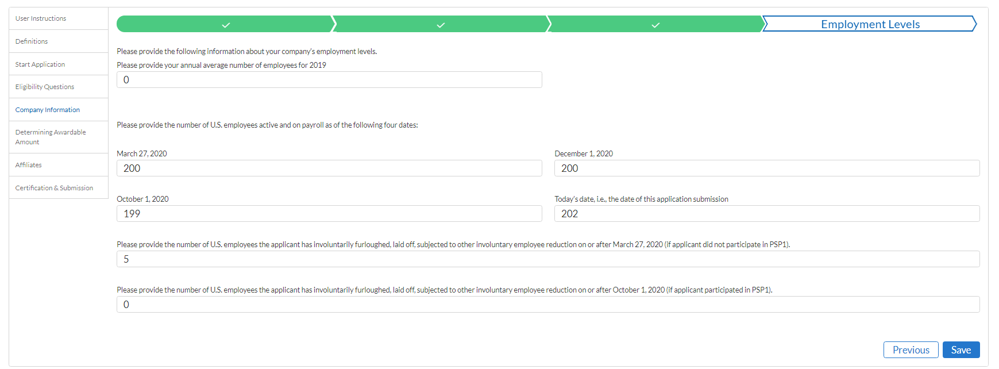 User Instructions
Definitions
Start Application
Eligibility Questions
Company Information
Determining Awardable
Amount
Affiliates
Certification & Submission
Employment Levels
Please provide the following information about your company's employment levels.
Please provide your annual average number of employees for 2019
0
Please provide the number of U.S. employees active and on payroll as of the following four dates:
March 27, 2020
200
December 1, 2020
200
October 1, 2020
199
Today's date, i.e., the date of this application submission
202
Please provide the number of U.S. employees the applicant has involuntarily furloughed, laid off, subjected to other involuntary employee reduction on or after March 27, 2020 (if applicant did not participate in PSP1).
5
Please provide the number of U.S. employees the applicant has involuntarily furloughed, laid off, subjected to other involuntary employee reduction on or after October 1, 2020 (if applicant participated in PSP1).
0
Previous
Save